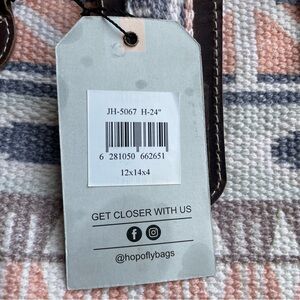 JH-5067 H-24"
6 281050 662651
12x14x4
GET CLOSER WITH US
@hopoflybags